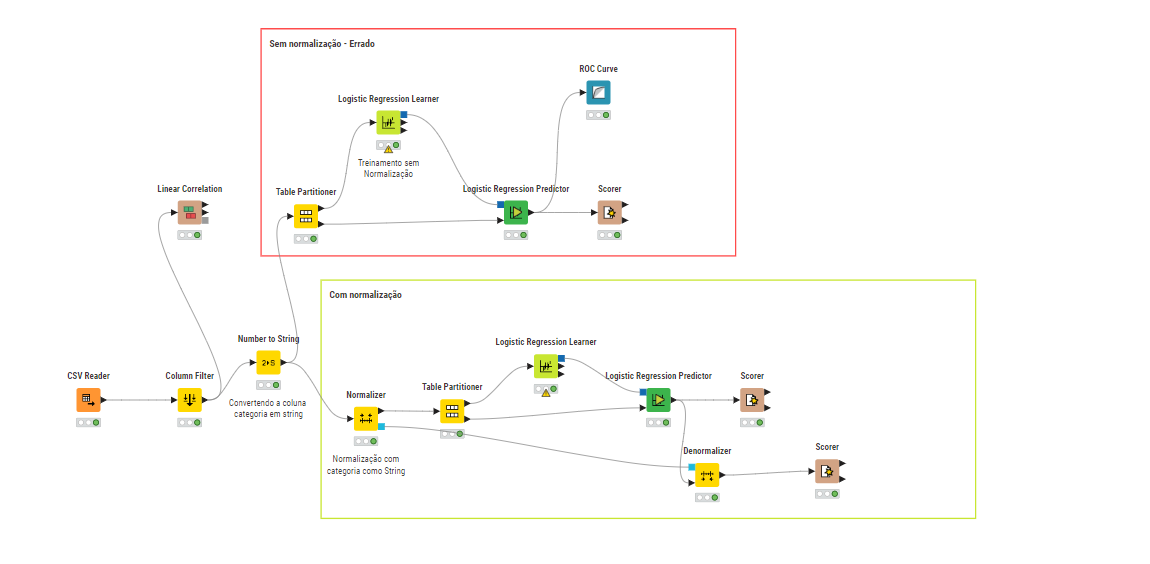 Sem normalização - Errado
ROC Curve
Logistic Regression Learner
Treinamento sem
Normalização
Linear Correlation
Table Partitioner
Logistic Regression Predictor
Scorer
Com normalização
Number to String
2
S
Convertendo a coluna
categoria em string
CSV Reader
Column Filter
Logistic Regression Learner
Normalizer
Table Partitioner
Logistic Regression Predictor
Scorer
Normalização com
categoria como String
Denormalizer
Scorer